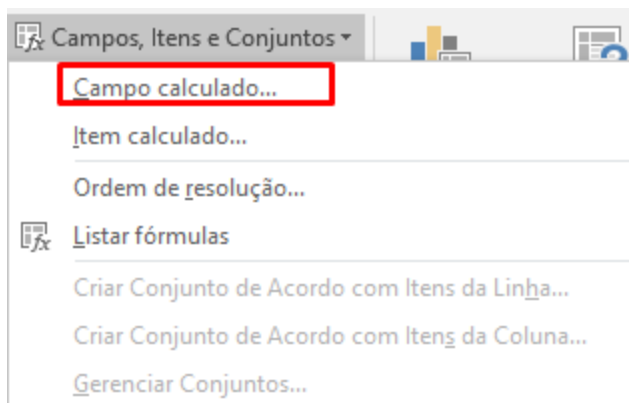 Campos, Itens e Conjuntos
Campo calculado...
Item calculado...
Ordem de resolução...
Listar fórmulas
Criar Conjunto de Acordo com Itens da Linha...
Criar Conjunto de Acordo com Itens da Coluna...
Gerenciar Conjuntos...